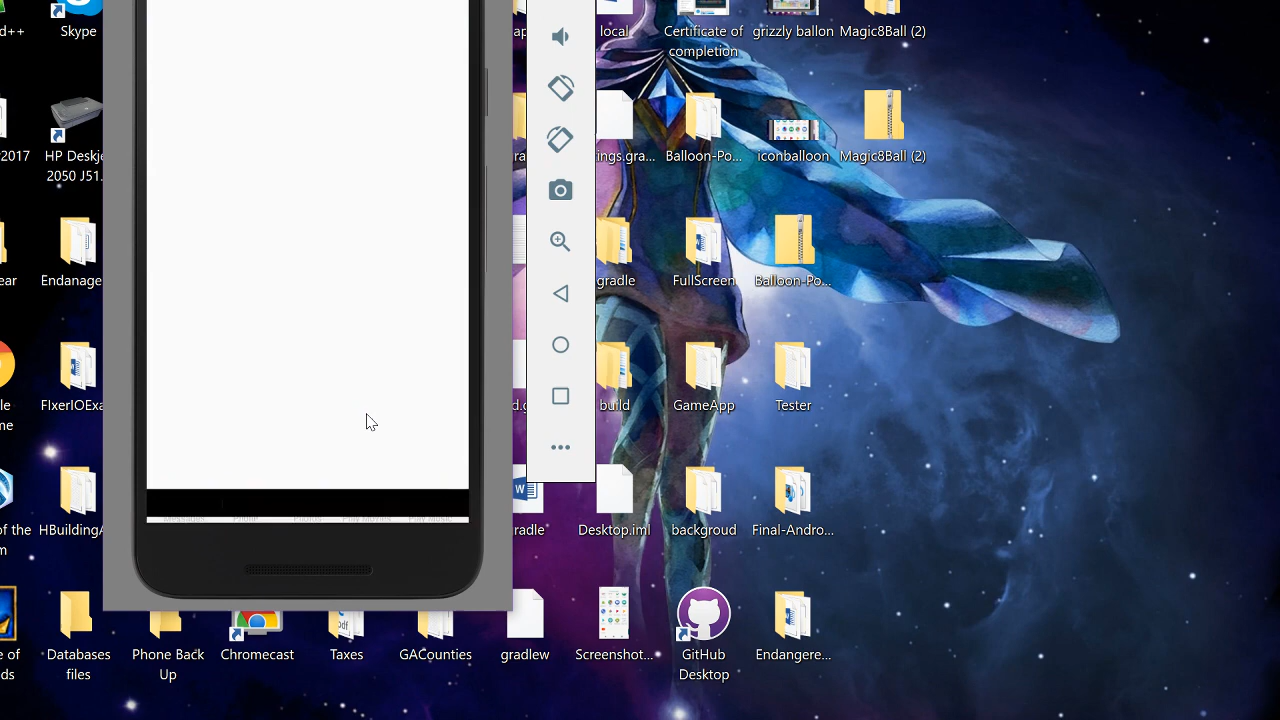 d++
Skype
local
Certificate of
completion
grizzly ballon
Magic8Ball (2)
2017
HP Deskje
2050 J51.
ings.gra...
Balloon-Po...
iconballoon
Magic8Ball (2)
ear
Endanage
gradle
FullScreen
Balloon-Po...
le
me
FIxerIOExa
d.g
build
GameApp
Tester
of the
m
HBuildingA
radle
Desktop.iml
backgroud
Final-Andro...
e of
ds
Databases
files
Phone Back
Up
Chromecast
Taxes
GACounties
gradlew
Screenshot...
GitHub
Desktop
Endangere...